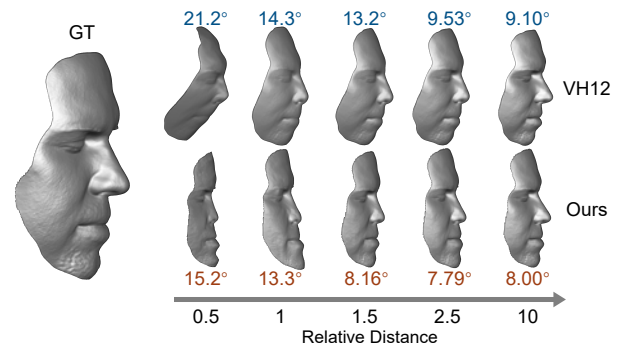 GT
21.2° 14.3° 13.2° 9.53° 9.10°
VH12
Ours
15.2° 13.3° 8.16° 7.79° 8.00°
0.5 1 1.5 2.5 10
Relative Distance